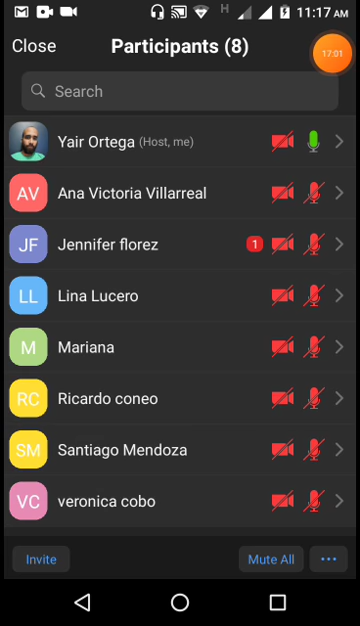 H 11:17 AM
Close Participants (8)
17:01
Search
Yair Ortega (Host, me)
AV Ana Victoria Villarreal
JF Jennifer florez 1
LL Lina Lucero
M Mariana
RC Ricardo coneo
SM Santiago Mendoza
VC veronica cobo
Invite Mute All ...